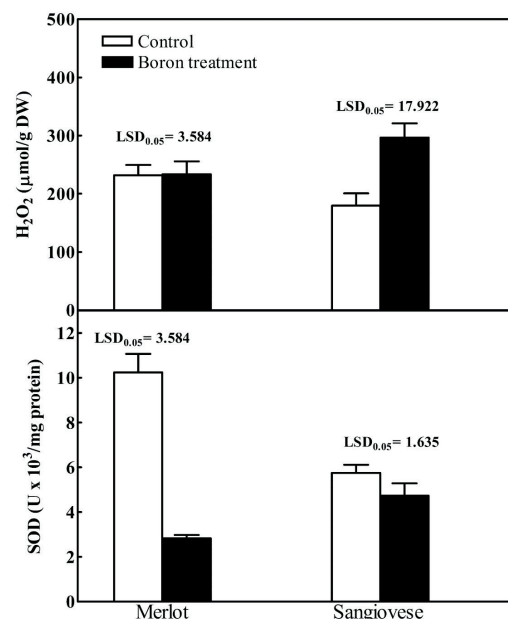 500
Control
Boron treatment
400
LSD0.05= 17.922
LSD0.05= 3.584
300
200
100
0
H2O2 (μmol/g DW)
12
LSD0.05= 3.584
10
8
LSD0.05= 1.635
6
4
2
0
SOD (U x 10³/mg protein)
Merlot Sangiovese